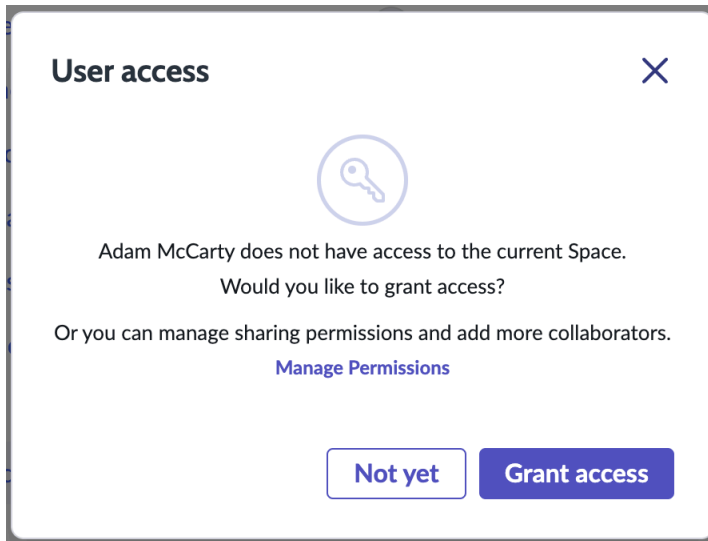 User access
Adam McCarty does not have access to the current Space.
Would you like to grant access?
Or you can manage sharing permissions and add more collaborators.
Manage Permissions
Not yet
Grant access